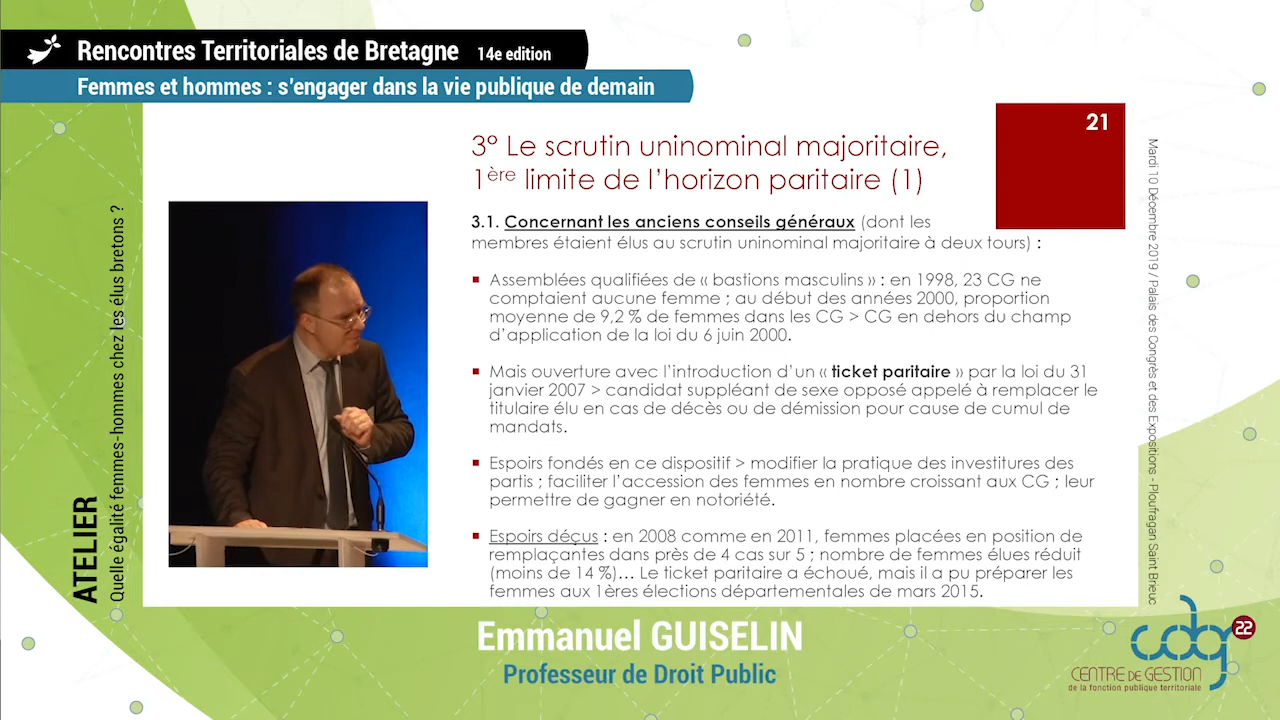 Rencontres Territoriales de Bretagne 14e edition
Femmes et hommes : s'engager dans la vie publique de demain
21
3° Le scrutin uninominal majoritaire,
1ère limite de l'horizon paritaire (1)
3.1. Concernant les anciens conseils généraux (dont les
membres étaient élus au scrutin uninominal majoritaire à deux tours) :
▪ Assemblées qualifiées de « bastions masculins » : en 1998, 23 CG ne
comptaient aucune femme ; au début des années 2000, proportion
moyenne de 9,2 % de femmes dans les CG > CG en dehors du champ
d'application de la loi du 6 juin 2000.
▪ Mais ouverture avec l'introduction d'un « ticket paritaire » par la loi du 31
janvier 2007 > candidat suppléant de sexe opposé appelé à remplacer le
titulaire élu en cas de décès ou de démission pour cause de cumul de
mandats.
▪ Espoirs fondés en ce dispositif > modifier la pratique des investitures des
partis ; faciliter l'accession des femmes en nombre croissant aux CG ; leur
permettre de gagner en notoriété.
▪ Espoirs déçus : en 2008 comme en 2011, femmes placées en position de
remplaçantes dans près de 4 cas sur 5 ; nombre de femmes élues réduit
(moins de 14 %)… Le ticket paritaire a échoué, mais il a pu préparer les
femmes aux 1ères élections départementales de mars 2015.
ATELIER
Quelle égalité femmes-hommes chez les élus bretons ?
Mardi 10 Décembre 2019 / Palais des Congrès et des Expositions - Ploufragan Saint Brieuc
Emmanuel GUISELIN
Professeur de Droit Public
cdg 22
CENTRE DE GESTION
de la fonction publique territoriale